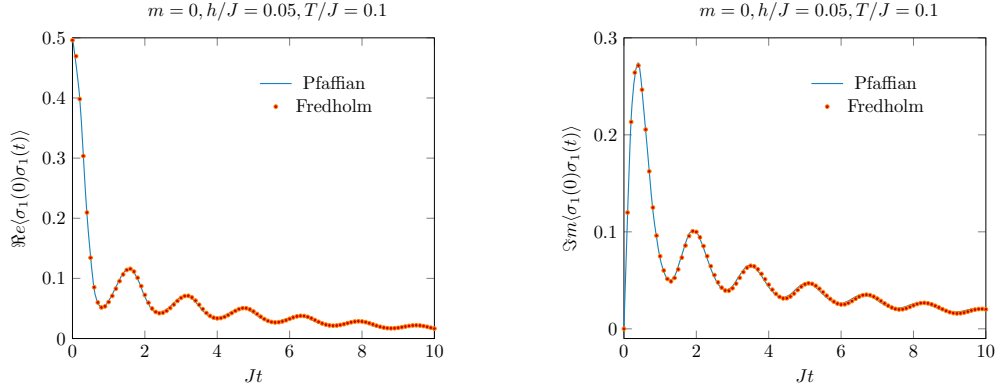 m = 0, h/J = 0.05, T/J = 0.1
0.5
0.4
0.3
0.2
0.1
0
ℜe⟨σ₁(0)σ₁(t)⟩
Pfaffian
Fredholm
0 2 4 6 8 10
Jt
m = 0, h/J = 0.05, T/J = 0.1
0.3
0.2
0.1
0
ℑm⟨σ₁(0)σ₁(t)⟩
Pfaffian
Fredholm
0 2 4 6 8 10
Jt